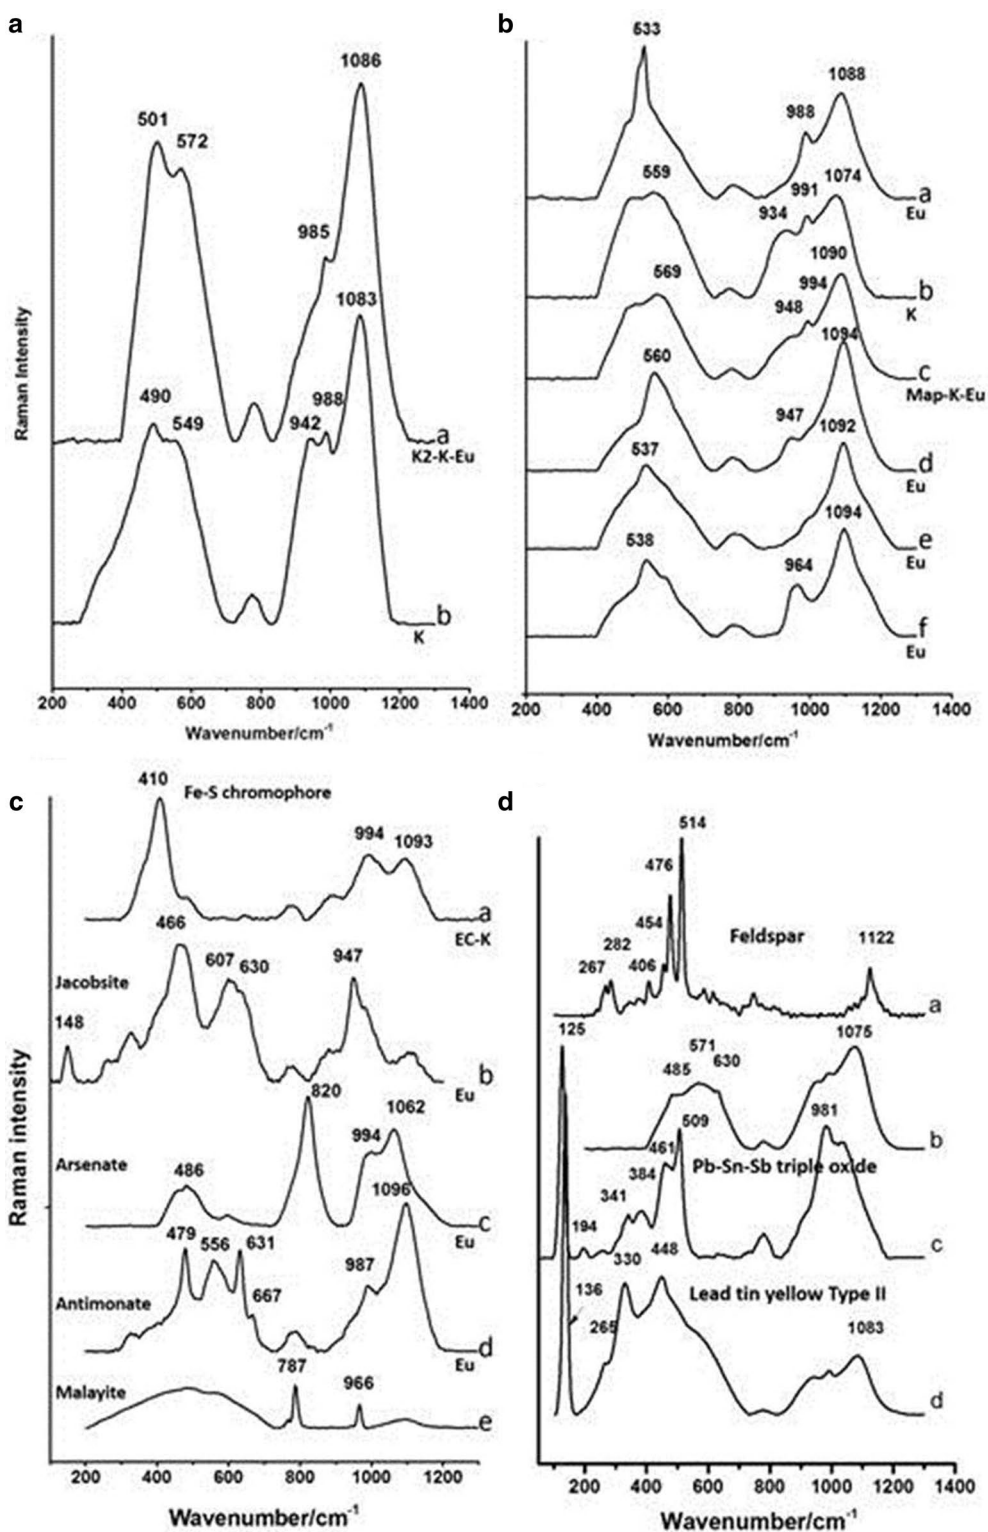 a
1086
501
572
985
1083
490
549
942
988
a
K2-K-Eu
b
K
Raman Intensity
200 400 600 800 1000 1200 1400
Wavenumber/cm-1
b
533
1088
988
559
1074
991
a
Eu
934
1090
569
994
b
K
948
1094
560
c
Map-K-Eu
947
1092
537
d
Eu
1094
538
e
Eu
964
f
Eu
200 400 600 800 1000 1200 1400
Wavenumber/cm-1
c
410
Fe-S chromophore
994
1093
a
EC-K
466
607
630
947
Jacobsite
148
b
Eu
820
1062
994
Arsenate
486
1096
c
Eu
479
556
631
987
667
Antimonate
d
Eu
787
966
Malayite
e
Raman intensity
200 400 600 800 1000 1200
Wavenumber/cm-1
d
514
476
454
Feldspar
282
267
406
1122
a
125
1075
571
630
485
b
981
509
461
Pb-Sn-Sb triple oxide
384
341
194
c
330
448
136
Lead tin yellow Type II
265
1083
d
200 400 600 800 1000 1200 1400
Wavenumber/cm-1